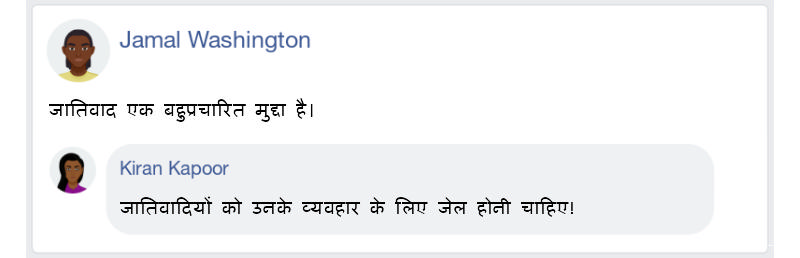 Jamal Washington
जातिवाद एक बहुप्रचारित मुद्दा है।
Kiran Kapoor
जातिवादियों को उनके व्यवहार के लिए जेल होनी चाहिए!